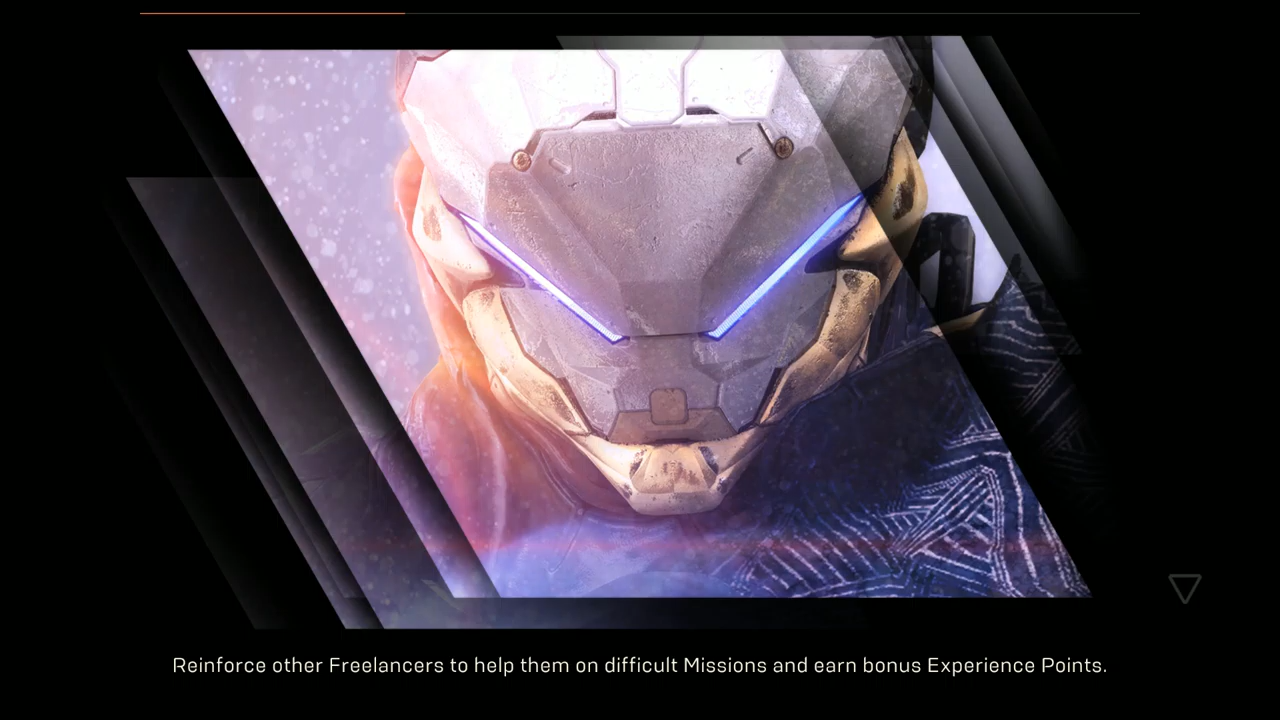 Reinforce other Freelancers to help them on difficult Missions and earn bonus Experience Points.